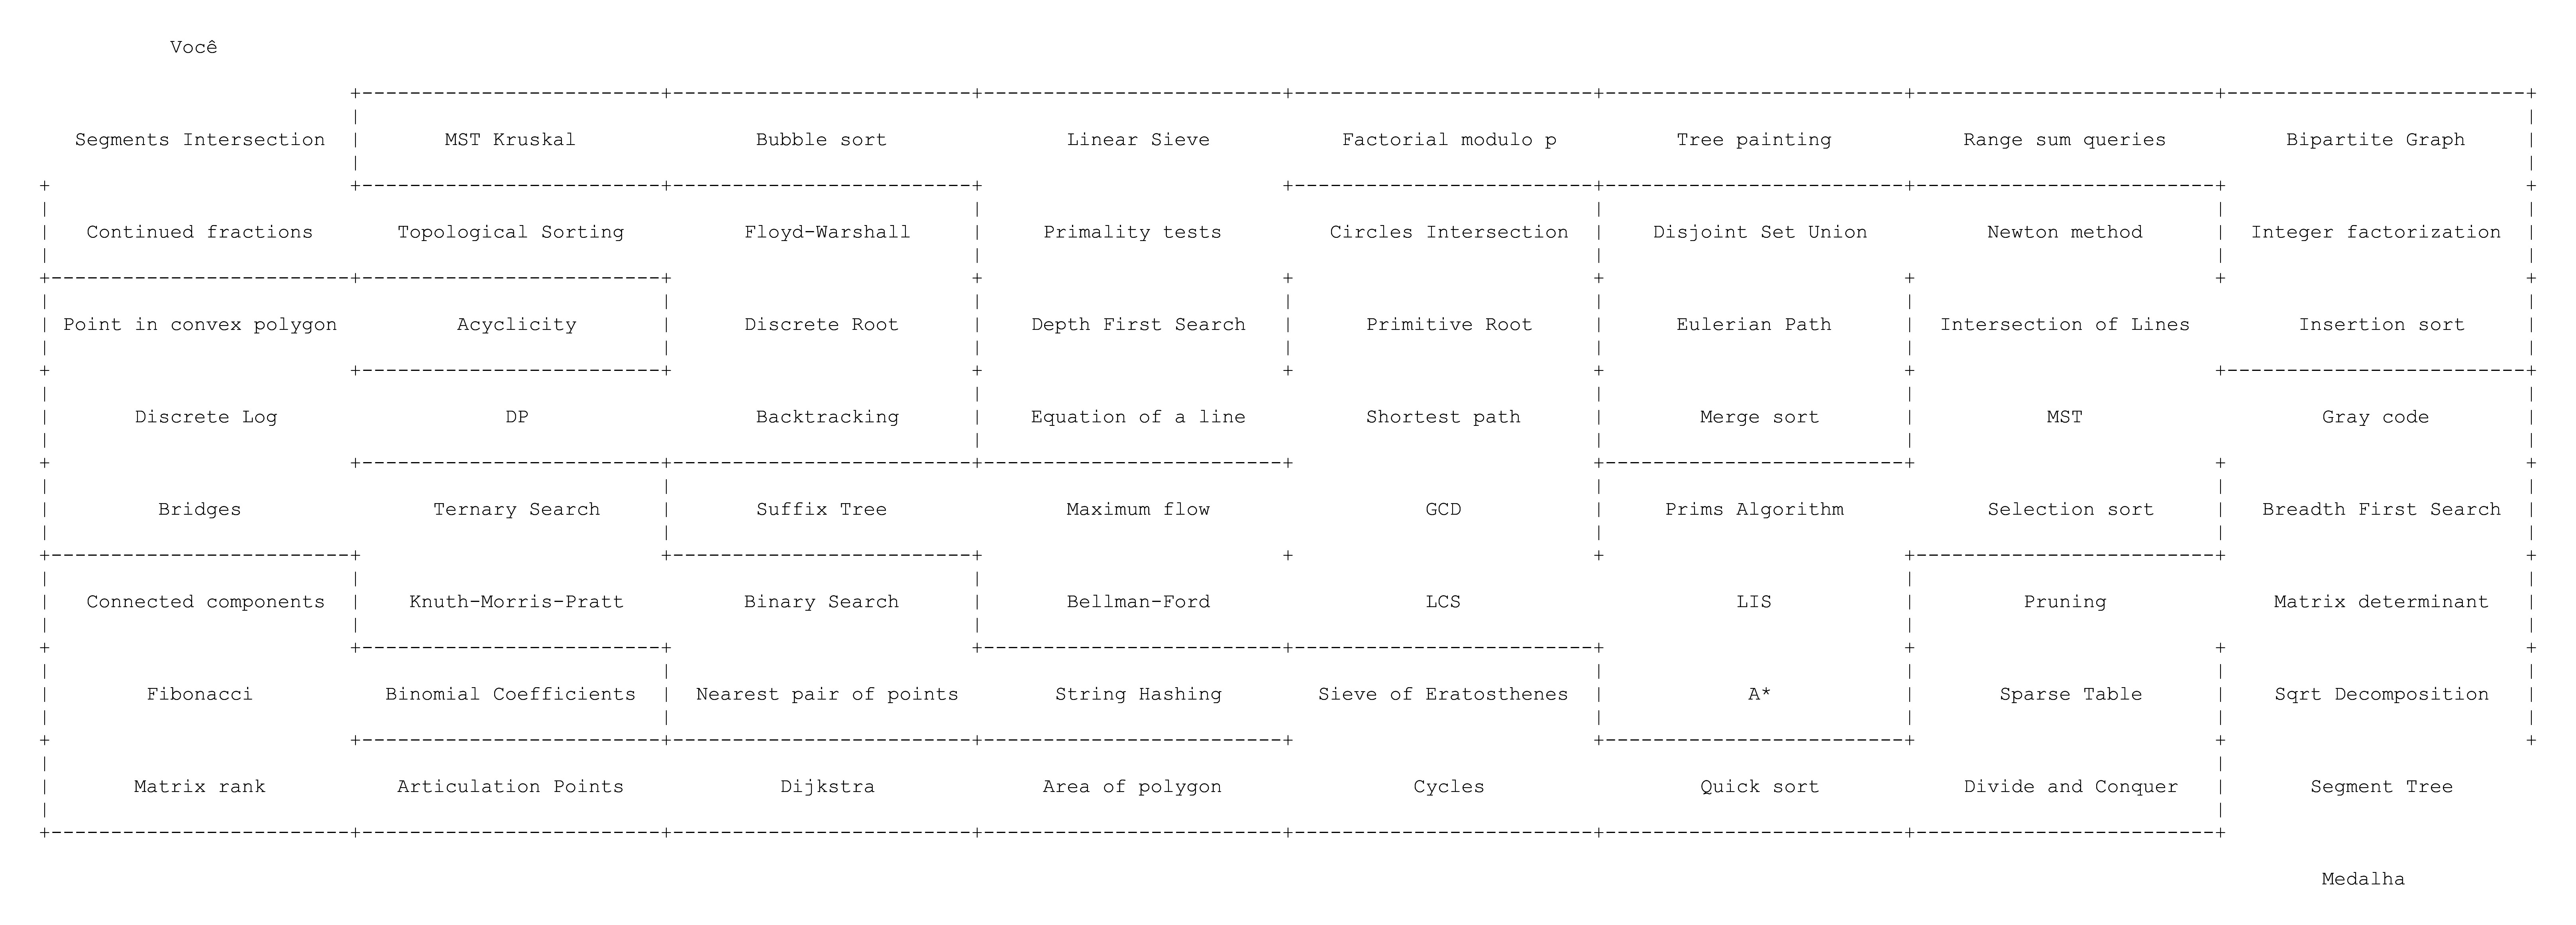 Você
Segments Intersection MST Kruskal Bubble sort Linear Sieve Factorial modulo p Tree painting Range sum queries Bipartite Graph
Continued fractions Topological Sorting Floyd-Warshall Primality tests Circles Intersection Disjoint Set Union Newton method Integer factorization
Point in convex polygon Acyclicity Discrete Root Depth First Search Primitive Root Eulerian Path Intersection of Lines Insertion sort
Discrete Log DP Backtracking Equation of a line Shortest path Merge sort MST Gray code
Bridges Ternary Search Suffix Tree Maximum flow GCD Prims Algorithm Selection sort Breadth First Search
Connected components Knuth-Morris-Pratt Binary Search Bellman-Ford LCS LIS Pruning Matrix determinant
Fibonacci Binomial Coefficients Nearest pair of points String Hashing Sieve of Eratosthenes A* Sparse Table Sqrt Decomposition
Matrix rank Articulation Points Dijkstra Area of polygon Cycles Quick sort Divide and Conquer Segment Tree
Medalha